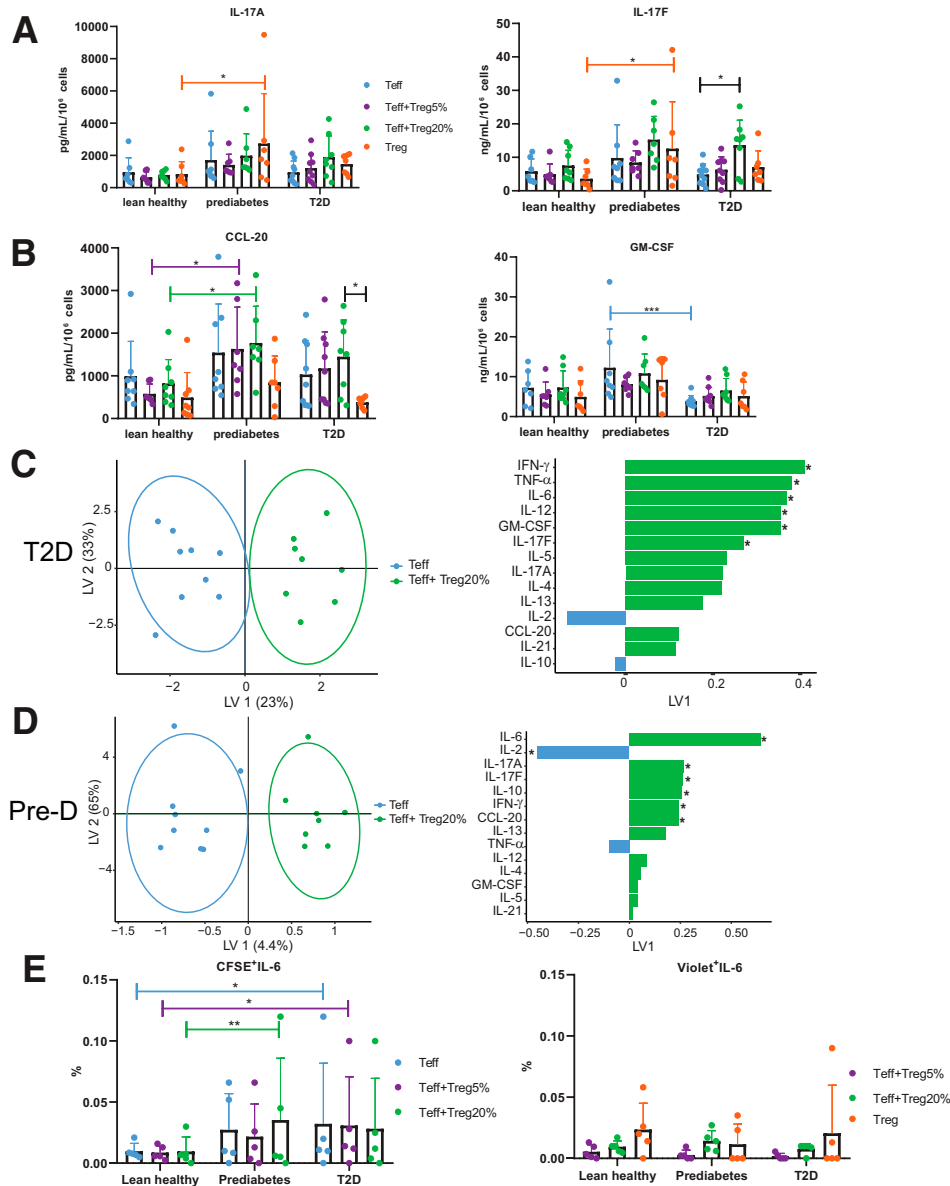 A
IL-17A
pg/mL/10⁶ cells
10000
8000
6000
4000
2000
0
*
lean healthy prediabetes T2D
Teff
Teff+Treg5%
Teff+Treg20%
Treg
IL-17F
ng/mL/10⁶ cells
50
40
30
20
10
0
*
*
lean healthy prediabetes T2D
B
CCL-20
pg/mL/10⁶ cells
4000
3000
2000
1000
0
*
*
*
lean healthy prediabetes T2D
GM-CSF
ng/mL/10⁶ cells
40
30
20
10
0
***
lean healthy prediabetes T2D
C
T2D
LV 2 (33%)
2.5
0
−2.5
−2 0 2
LV 1 (23%)
Teff
Teff+ Treg20%
IFN-γ *
TNF-α *
IL-6 *
IL-12 *
GM-CSF *
IL-17F *
IL-5
IL-17A
IL-4
IL-13
IL-2
CCL-20
IL-21
IL-10
0 0.2 0.4
LV1
D
Pre-D
LV 2 (65%)
4
0
−4
−1.5 −1 −0.5 0 0.5 1
LV 1 (4.4%)
Teff
Teff+ Treg20%
IL-6 *
IL-2 *
IL-17A *
IL-17F *
IL-10 *
IFN-γ *
CCL-20 *
IL-13
TNF-α
IL-12
IL-4
GM-CSF
IL-5
IL-21
−0.50 0 0.25 0.50
LV1
E
CFSE⁺IL-6
%
0.15
0.10
0.05
0.00
*
*
**
Lean healthy Prediabetes T2D
Teff
Teff+Treg5%
Teff+Treg20%
Violet⁺IL-6
%
0.15
0.10
0.05
0.00
Lean healthy Prediabetes T2D
Teff+Treg5%
Teff+Treg20%
Treg